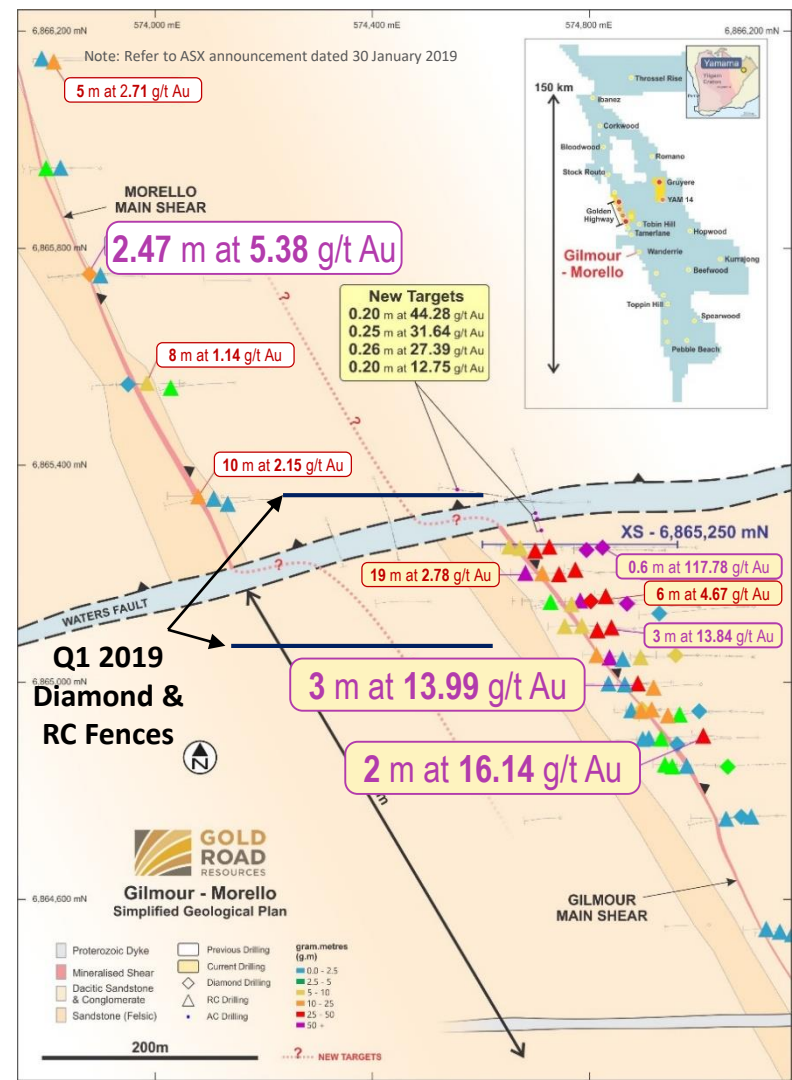 574,000 mE
574,400 mE
574,800 mE
6,866,200 mN
6,866,200 mN
Note: Refer to ASX announcement dated 30 January 2019
5 m at 2.71 g/t Au
MORELLO
MAIN SHEAR
6,865,800 mN
2.47 m at 5.38 g/t Au
150 km
Yamarna
Throssel Rise
Ibanez
Corkwood
Bloodwood
Romano
Stock Route
Gruyere
YAM 14
Golden
Highway
Tobin Hill
Tamerlane
Hopwood
Wanderrie
Kurrajong
Gilmour
- Morello
Beefwood
Toppin Hill
Spearwood
Pebble Beach
?
New Targets
0.20 m at 44.28 g/t Au
0.25 m at 31.64 g/t Au
0.26 m at 27.39 g/t Au
0.20 m at 12.75 g/t Au
8 m at 1.14 g/t Au
?
6,865,400 mN
10 m at 2.15 g/t Au
?
XS - 6,865,250 mN
?
19 m at 2.78 g/t Au
0.6 m at 117.78 g/t Au
6 m at 4.67 g/t Au
WATERS FAULT
3 m at 13.84 g/t Au
Q1 2019
Diamond &
RC Fences
6,865,000 mN
3 m at 13.99 g/t Au
N
2 m at 16.14 g/t Au
m
GOLD
ROAD
RESOURCES
Gilmour - Morello
Simplified Geological Plan
6,864,600 mN
GILMOUR
MAIN SHEAR
Proterozoic Dyke
Mineralised Shear
Dacitic Sandstone
& Conglomerate
Sandstone (Felsic)
Previous Drilling
Current Drilling
Diamond Drilling
RC Drilling
AC Drilling
gram.metres
(g.m)
0.0 - 2.5
2.5 - 5
5 - 10
10 - 25
25 - 50
50 +
200m
? NEW TARGETS